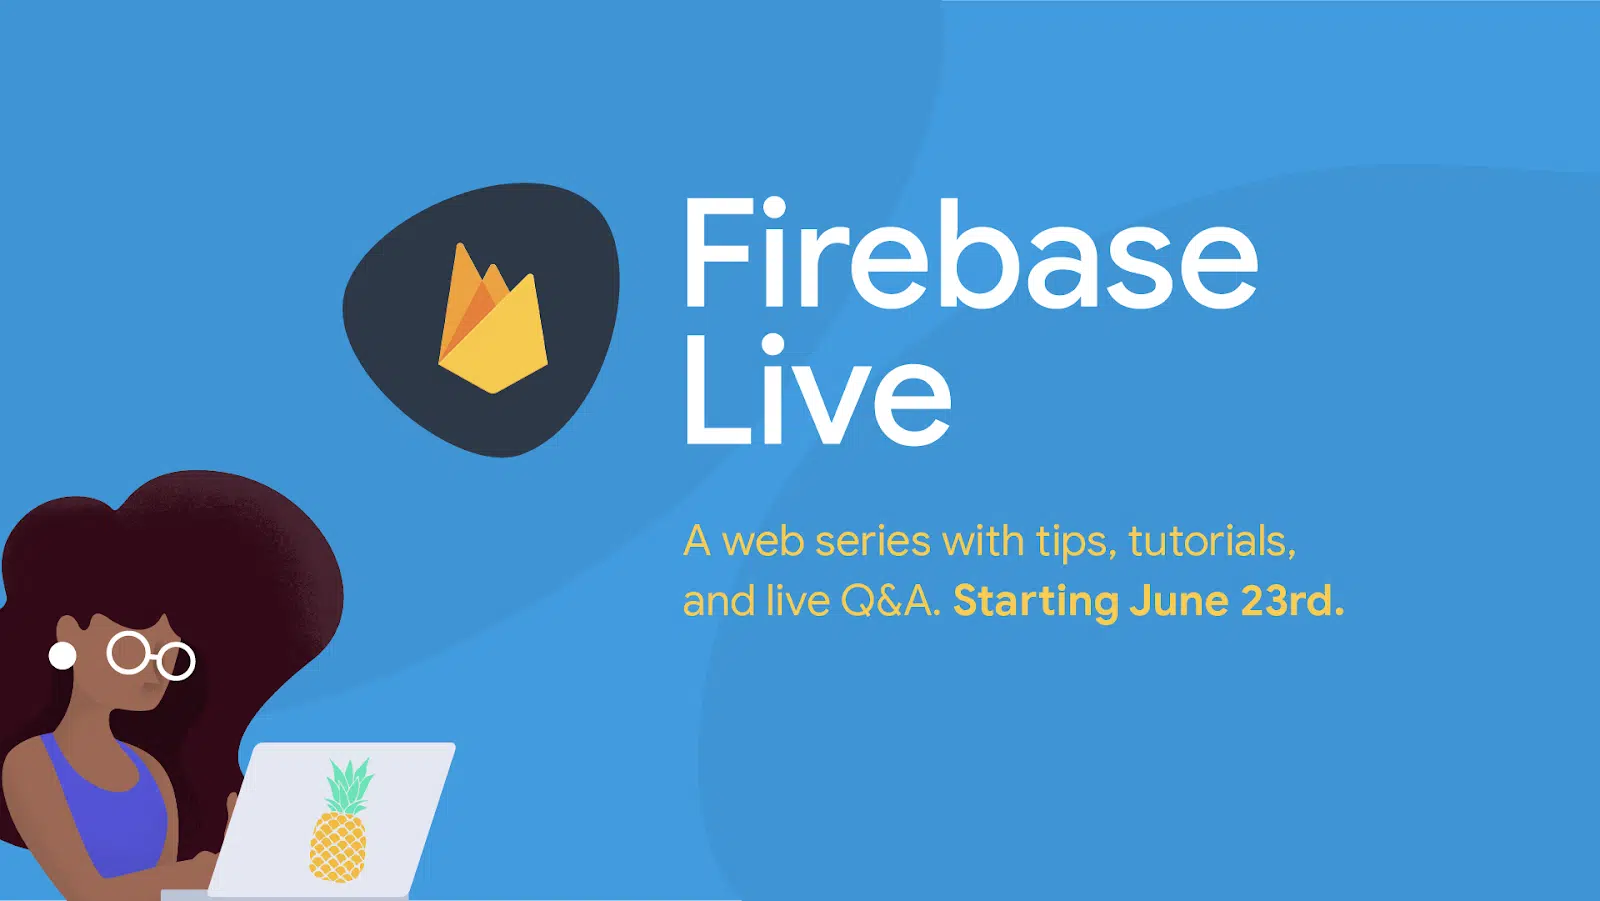 Firebase
Live
A web series with tips, tutorials,
and live Q&A. Starting June 23rd.